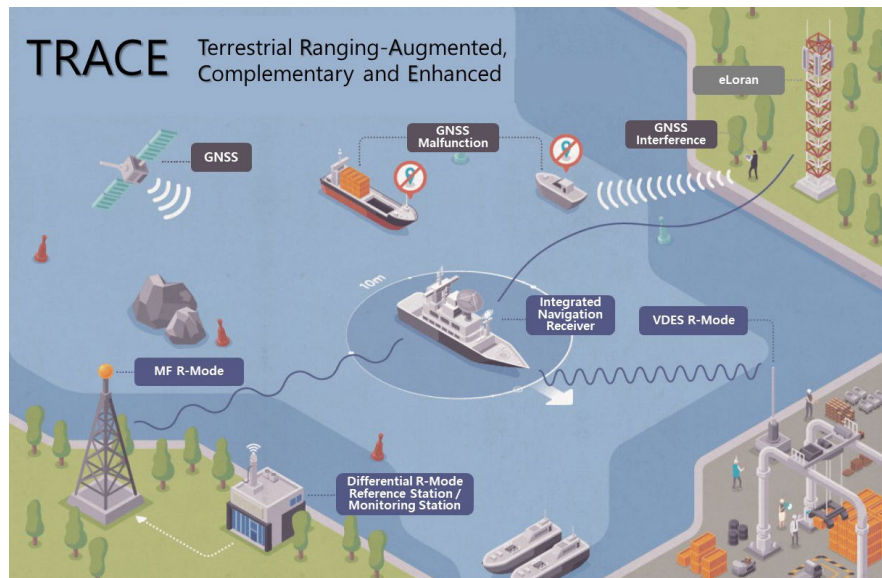 TRACE
Terrestrial Ranging-Augmented,
Complementary and Enhanced
eLoran
GNSS
GNSS
Malfunction
GNSS
Interference
10m
Integrated
Navigation
Receiver
VDES R-Mode
MF R-Mode
Differential R-Mode
Reference Station /
Monitoring Station